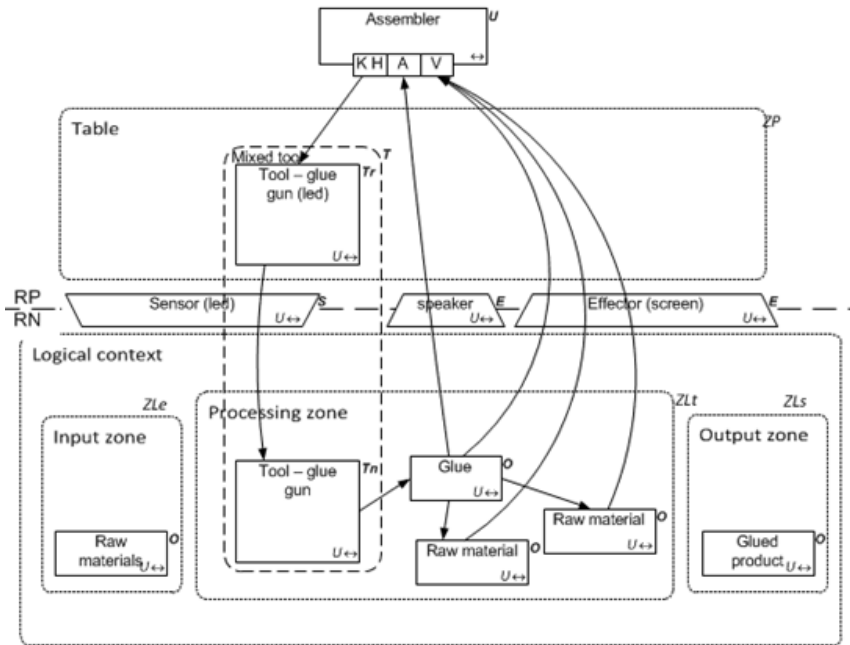 Assembler U
↔
K H A V
Table ZP
Mixed tool T
Tool – glue Tr
gun (led)
U↔
RP
RN
Sensor (led) S
U↔
speaker E
U↔
Effector (screen) E
U↔
Logical context
ZLe
Input zone
Raw O
materials U↔
Processing zone ZLt
Tool – glue Tn
gun
U↔
Glue O
U↔
Raw material O
U↔
Raw material O
U↔
ZLs
Output zone
Glued O
product U↔